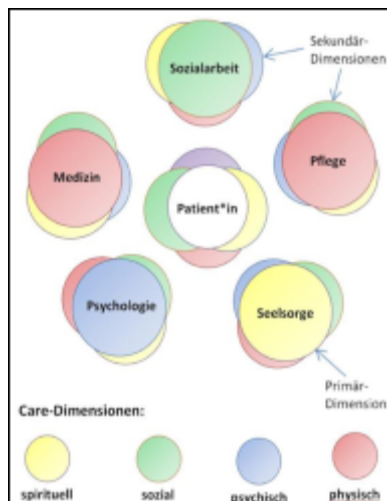 Sozialarbeit
Sekundär-
Dimensionen
Medizin
Pflege
Patient*in
Psychologie
Seelsorge
Primär-
Dimension
Care-Dimensionen:
spirituell
sozial
psychisch
physisch